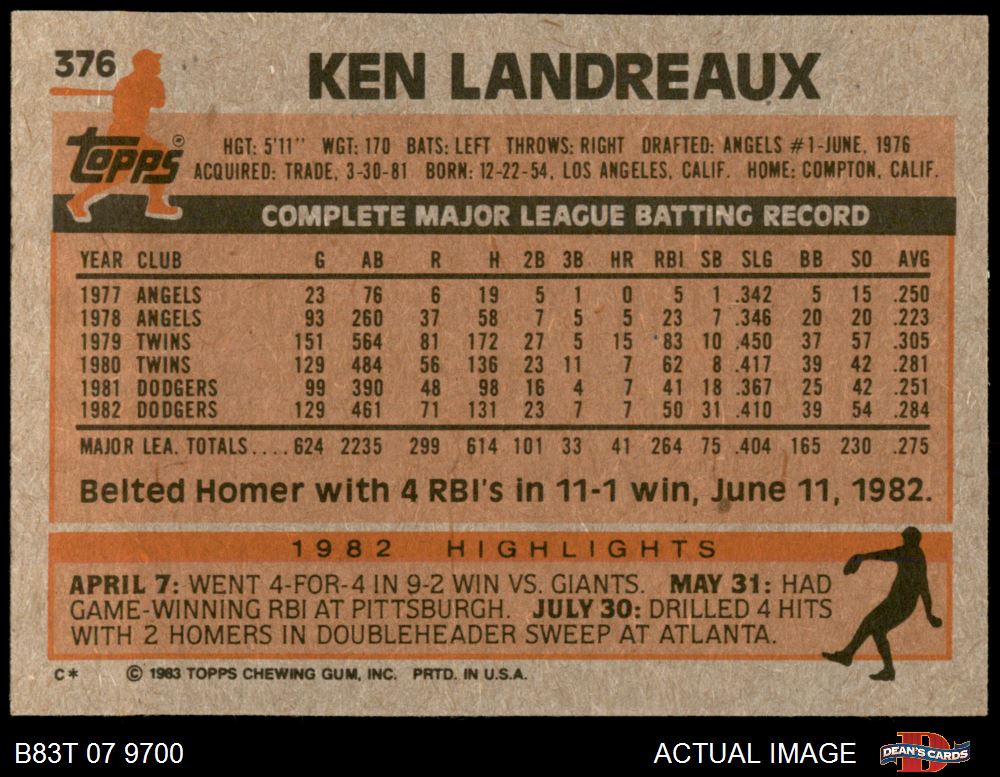 376
KEN LANDREAUX
Topps®
HGT: 5'11" WGT: 170 BATS: LEFT THROWS: RIGHT DRAFTED: ANGELS #1-JUNE, 1976
ACQUIRED: TRADE, 3-30-81 BORN: 12-22-54, LOS ANGELES, CALIF. HOME: COMPTON, CALIF.
COMPLETE MAJOR LEAGUE BATTING RECORD
YEAR CLUB G AB R H 2B 3B HR RBI SB SLG BB SO AVG
1977 ANGELS 23 76 6 19 5 1 0 5 1 .342 5 15 .250
1978 ANGELS 93 260 37 58 7 5 5 23 7 .346 20 20 .223
1979 TWINS 151 564 81 172 27 5 15 83 10 .450 37 57 .305
1980 TWINS 129 484 56 136 23 11 7 62 8 .417 39 42 .281
1981 DODGERS 99 390 48 98 16 4 7 41 18 .367 25 42 .251
1982 DODGERS 129 461 71 131 23 7 7 50 31 .410 39 54 .284
MAJOR LEA. TOTALS.... 624 2235 299 614 101 33 41 264 75 .404 165 230 .275
Belted Homer with 4 RBI's in 11-1 win, June 11, 1982.
1982 HIGHLIGHTS
APRIL 7: WENT 4-FOR-4 IN 9-2 WIN VS. GIANTS. MAY 31: HAD
GAME-WINNING RBI AT PITTSBURGH. JULY 30: DRILLED 4 HITS
WITH 2 HOMERS IN DOUBLEHEADER SWEEP AT ATLANTA.
C* © 1983 TOPPS CHEWING GUM, INC. PRTD. IN U.S.A.
B83T 07 9700 ACTUAL IMAGE DEAN'S CARDS